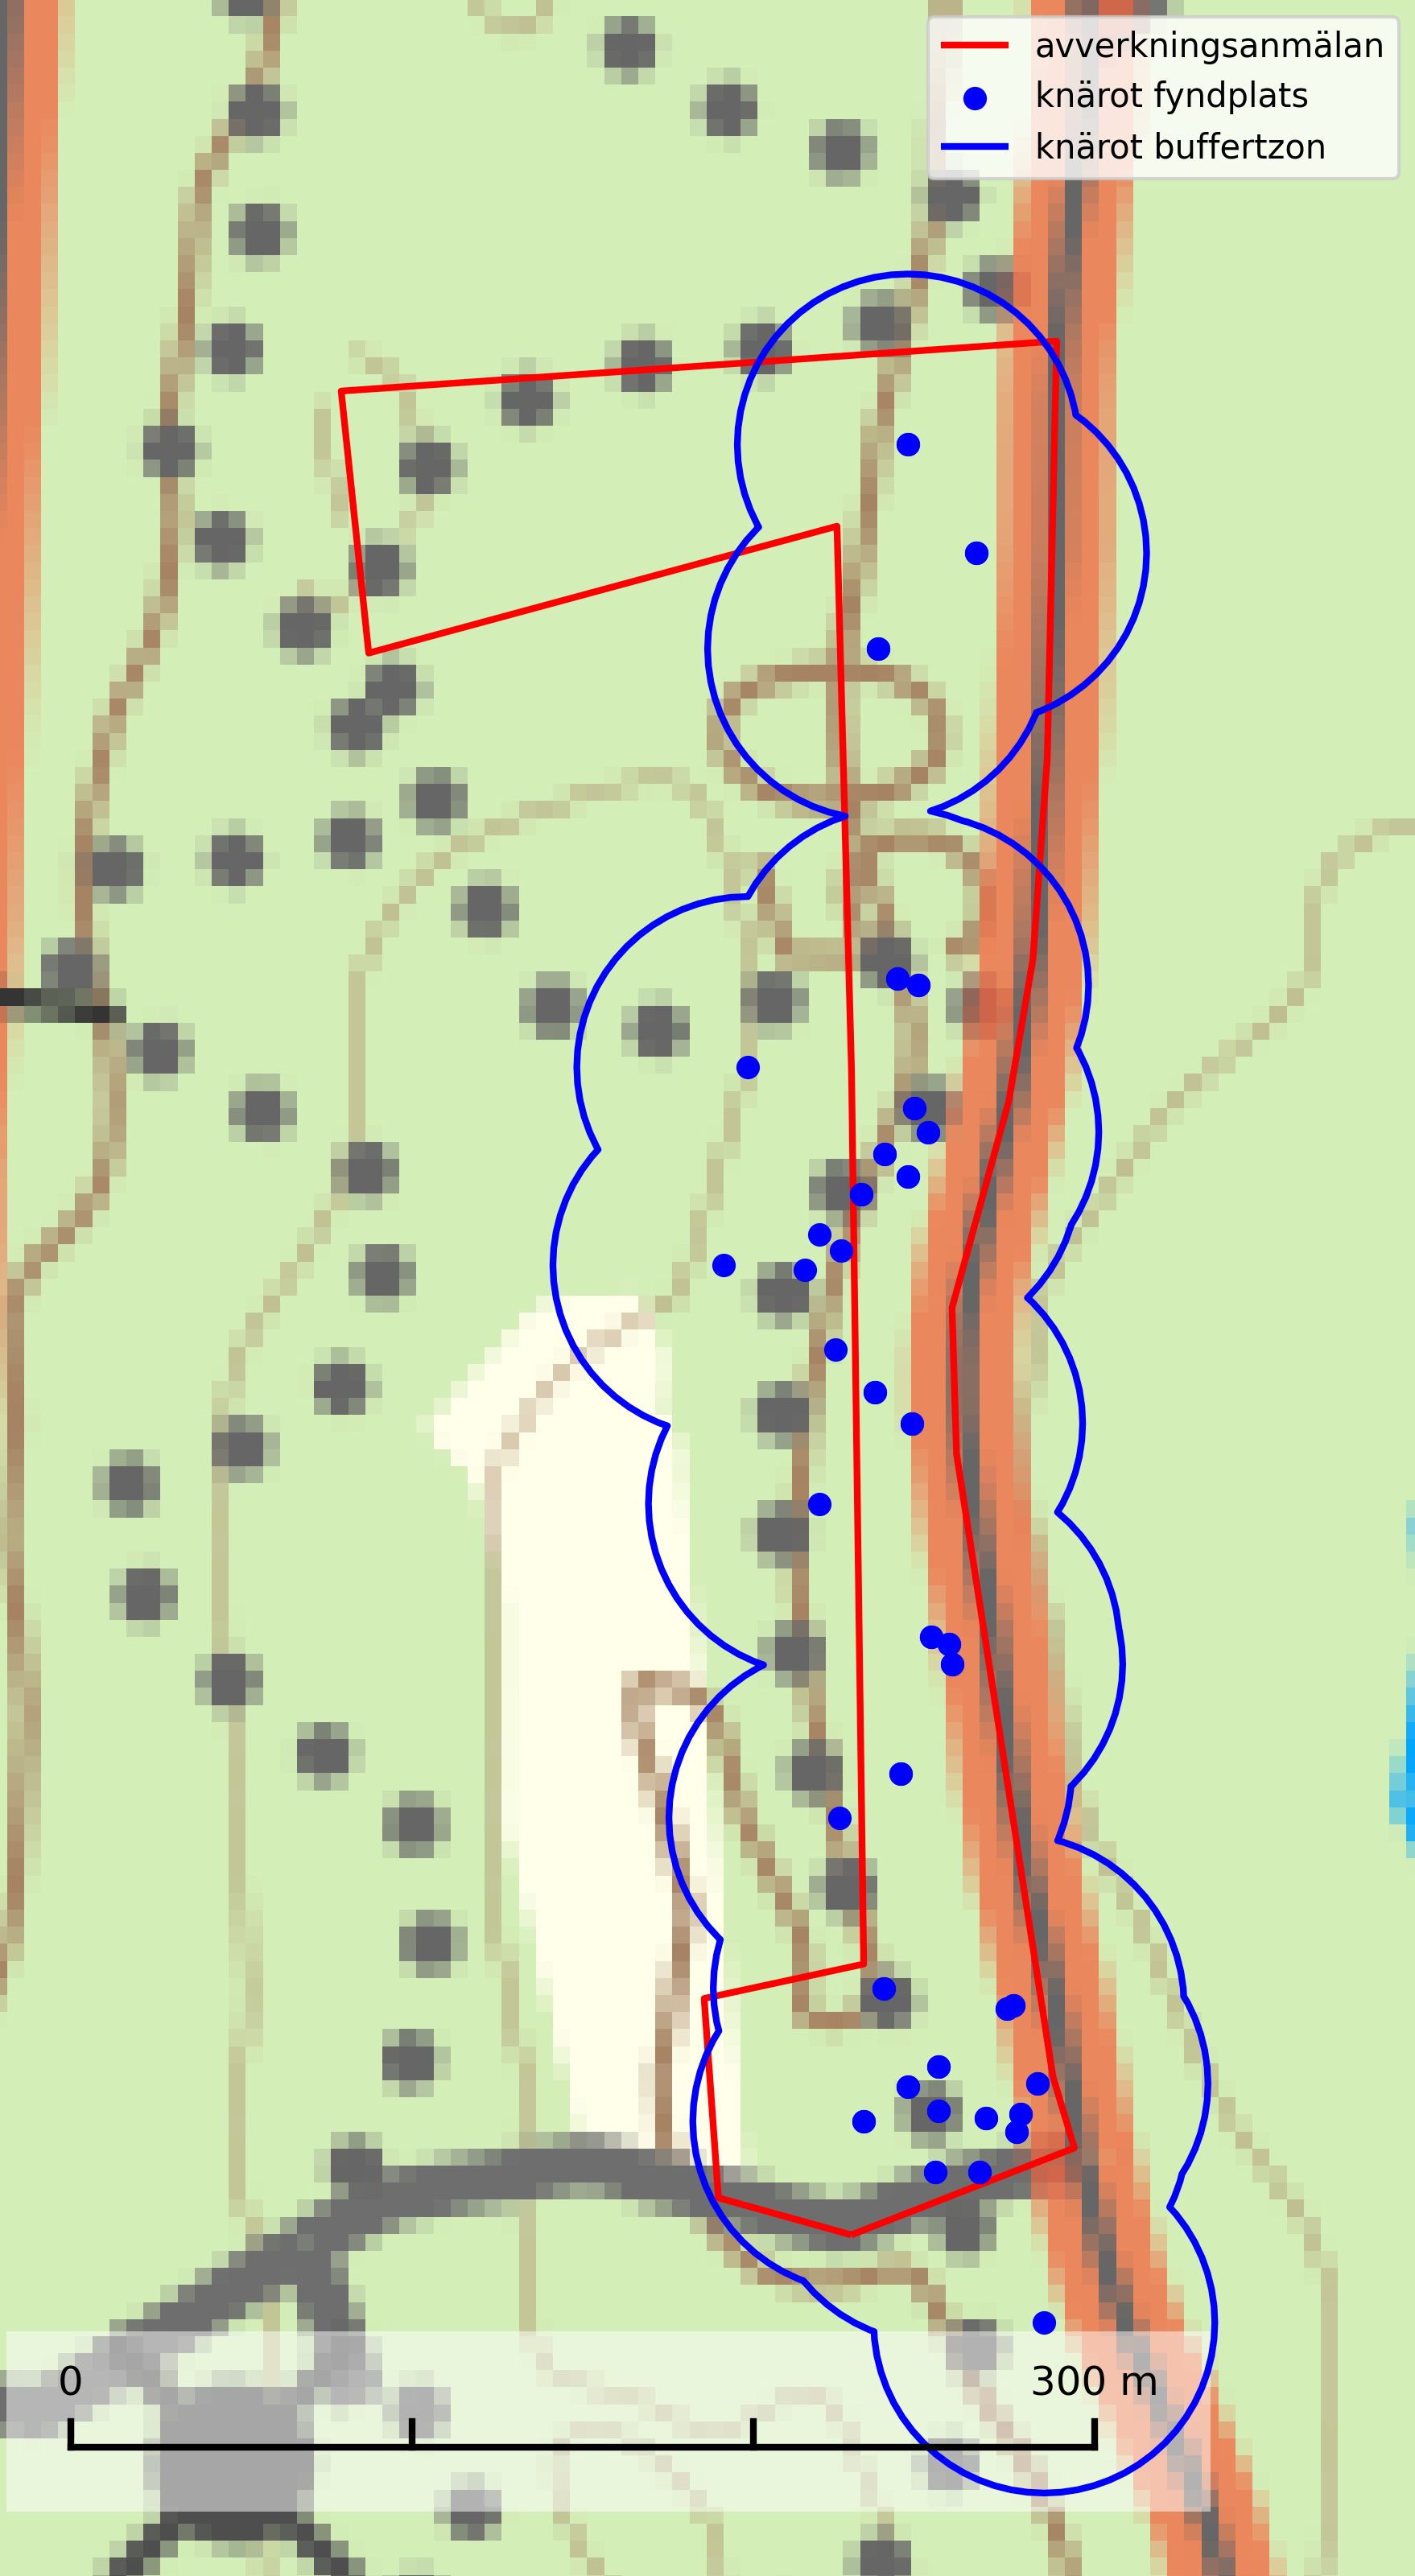 avverkningsanmälan
knärot fyndplats
knärot buffertzon
0 300 m